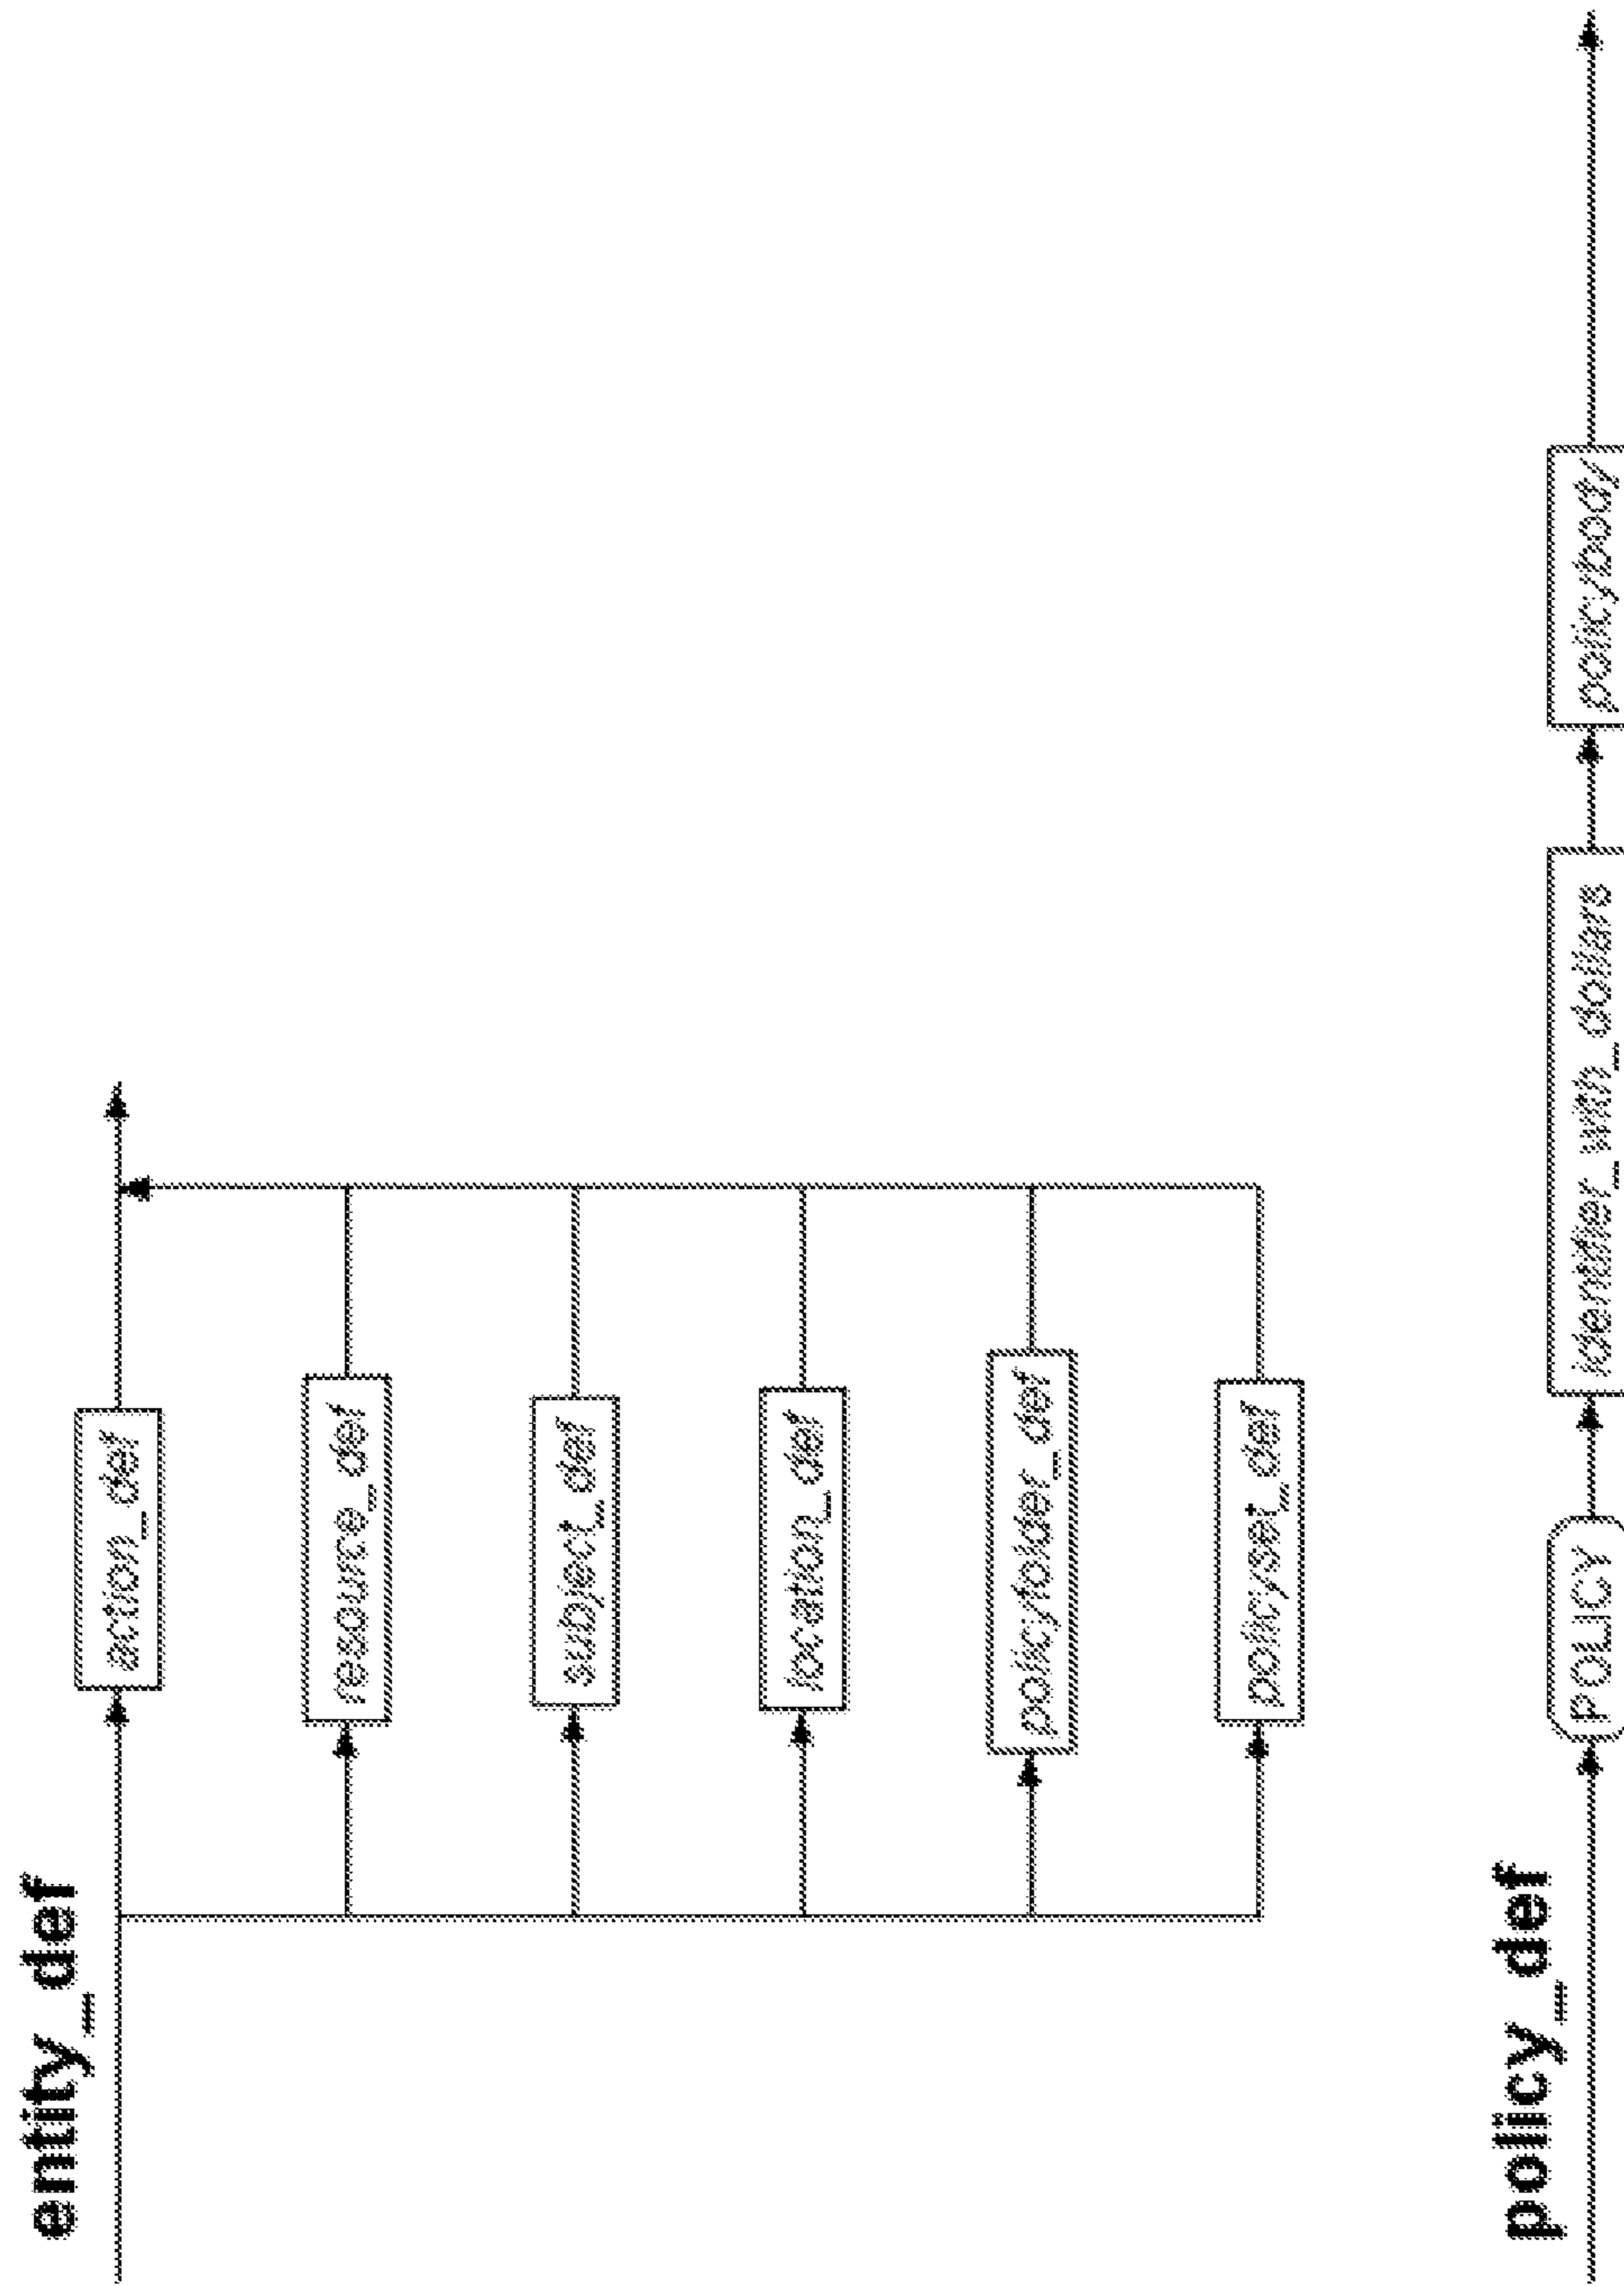 entity_def
action_def
resource_def
subject_def
location_def
policyfolder_def
policyset_def
policy_def
POLICY
identifier_with_dollars
policybody